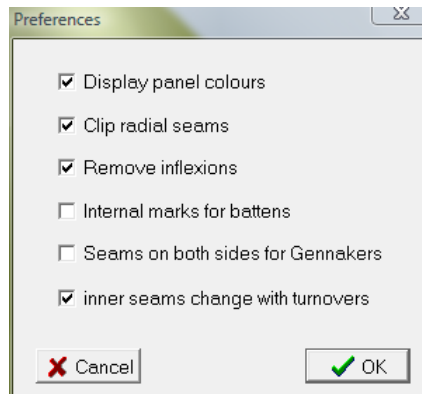 Preferences
Display panel colours
Clip radial seams
Remove inflexions
Internal marks for battens
Seams on both sides for Gennakers
inner seams change with turnovers
Cancel
OK